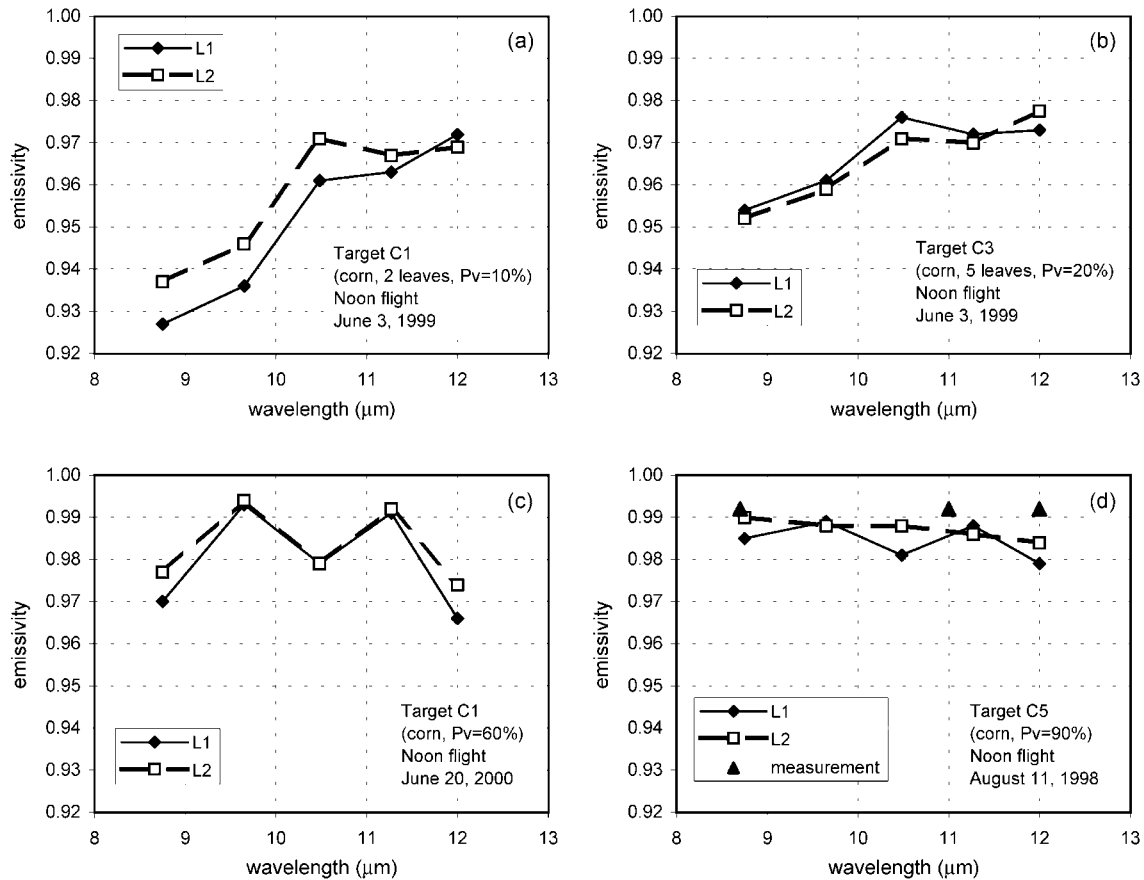 (a)
L1
L2
1.00
0.99
0.98
0.97
0.96
0.95
0.94
0.93
0.92
emissivity
Target C1
(corn, 2 leaves, Pv=10%)
Noon flight
June 3, 1999
8 9 10 11 12 13
wavelength (μm)
(b)
1.00
0.99
0.98
0.97
0.96
0.95
0.94
0.93
0.92
emissivity
Target C3
(corn, 5 leaves, Pv=20%)
Noon flight
June 3, 1999
L1
L2
8 9 10 11 12 13
wavelength (μm)
(c)
1.00
0.99
0.98
0.97
0.96
0.95
0.94
0.93
0.92
emissivity
L1
L2
Target C1
(corn, Pv=60%)
Noon flight
June 20, 2000
8 9 10 11 12 13
wavelength (μm)
(d)
1.00
0.99
0.98
0.97
0.96
0.95
0.94
0.93
0.92
emissivity
L1
L2
measurement
Target C5
(corn, Pv=90%)
Noon flight
August 11, 1998
8 9 10 11 12 13
wavelength (μm)